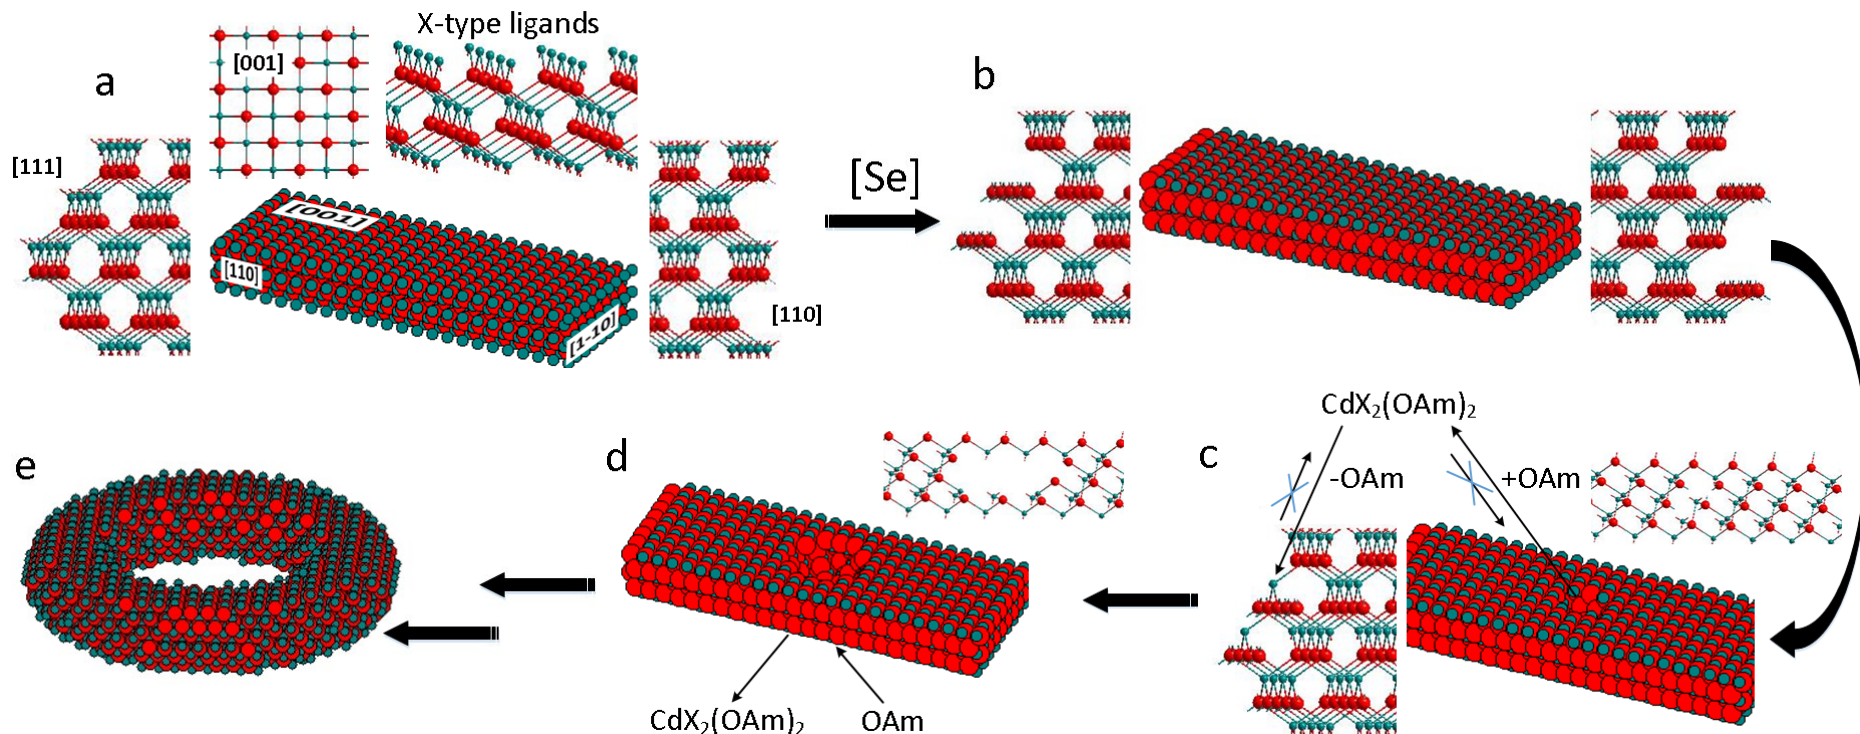 X-type ligands
a
[001]
[111]
[001]
[110]
[1-10]
[110]
[Se]
b
CdX₂(OAm)₂
c
-OAm
+OAm
d
CdX₂(OAm)₂
OAm
e